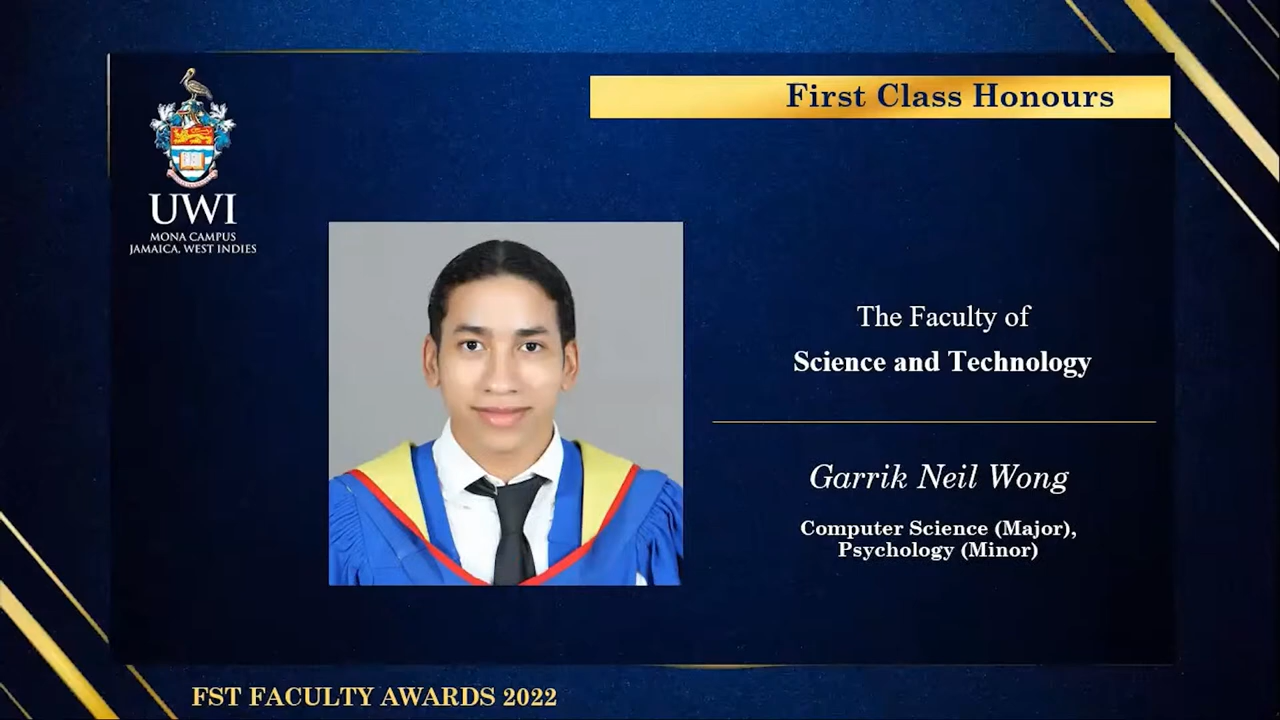 First Class Honours
UWI
MONA CAMPUS
JAMAICA, WEST INDIES
The Faculty of
Science and Technology
Garrik Neil Wong
Computer Science (Major),
Psychology (Minor)
FST FACULTY AWARDS 2022